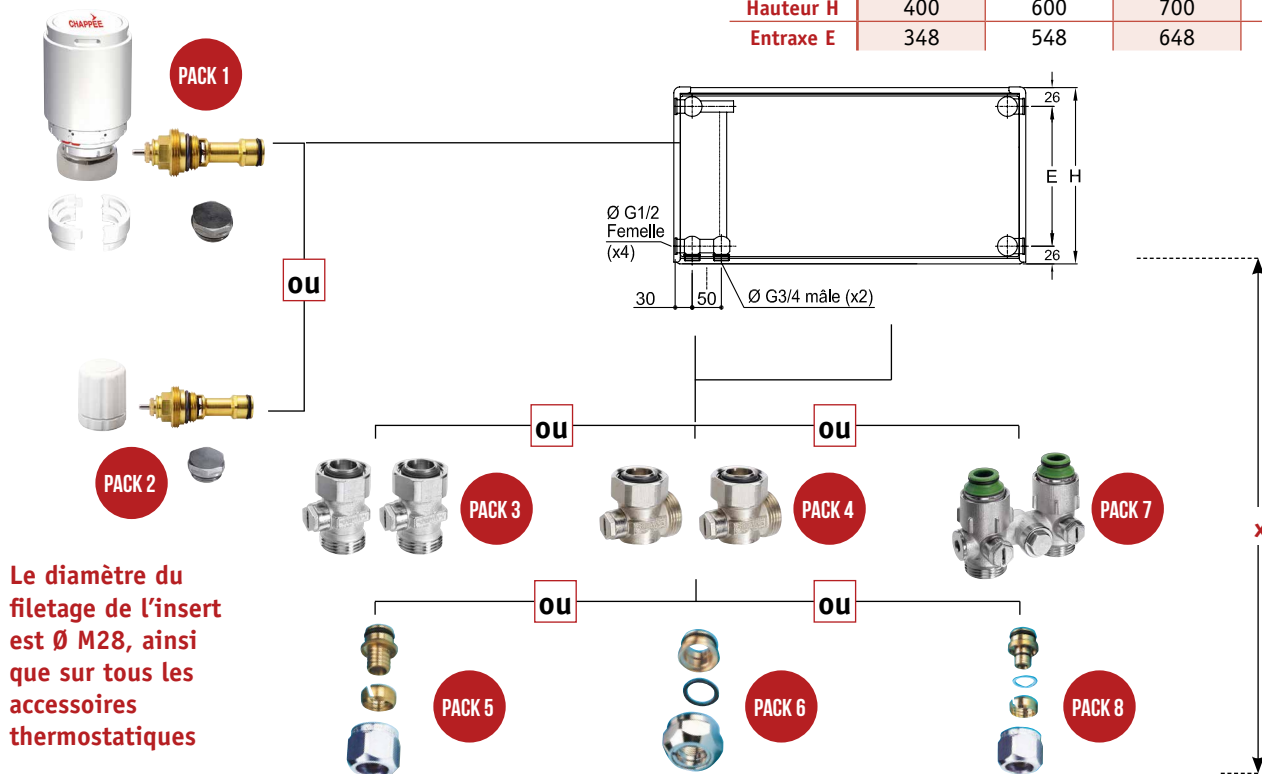 Hauteur H 400 600 700
Entraxe E 348 548 648
CHAPPÉE
PACK 1
26
E H
Ø G1/2
Femelle
(x4)
26
30 50 Ø G3/4 mâle (x2)
ou
PACK 2
ou ou
PACK 3
PACK 4
PACK 7
x
Le diamètre du
filetage de l’insert
est Ø M28, ainsi
que sur tous les
accessoires
thermostatiques
ou ou
PACK 5
PACK 6
PACK 8